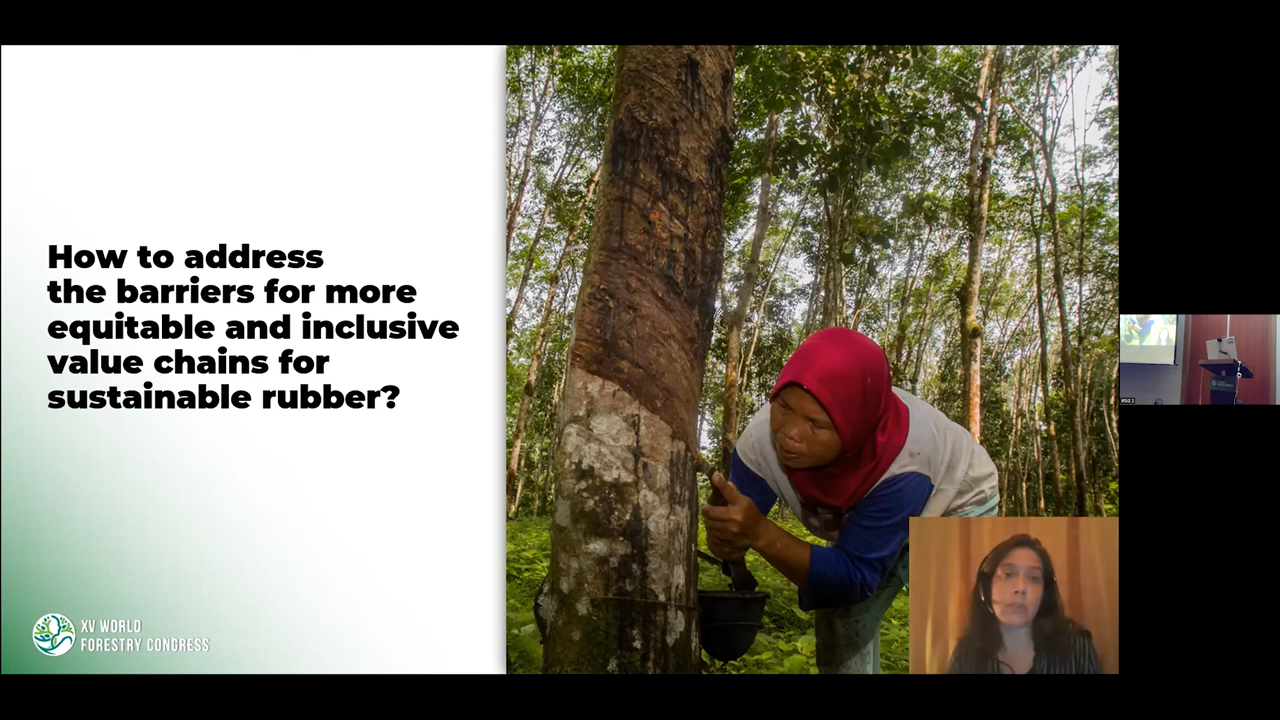 How to address
the barriers for more
equitable and inclusive
value chains for
sustainable rubber?
XV WORLD
FORESTRY CONGRESS